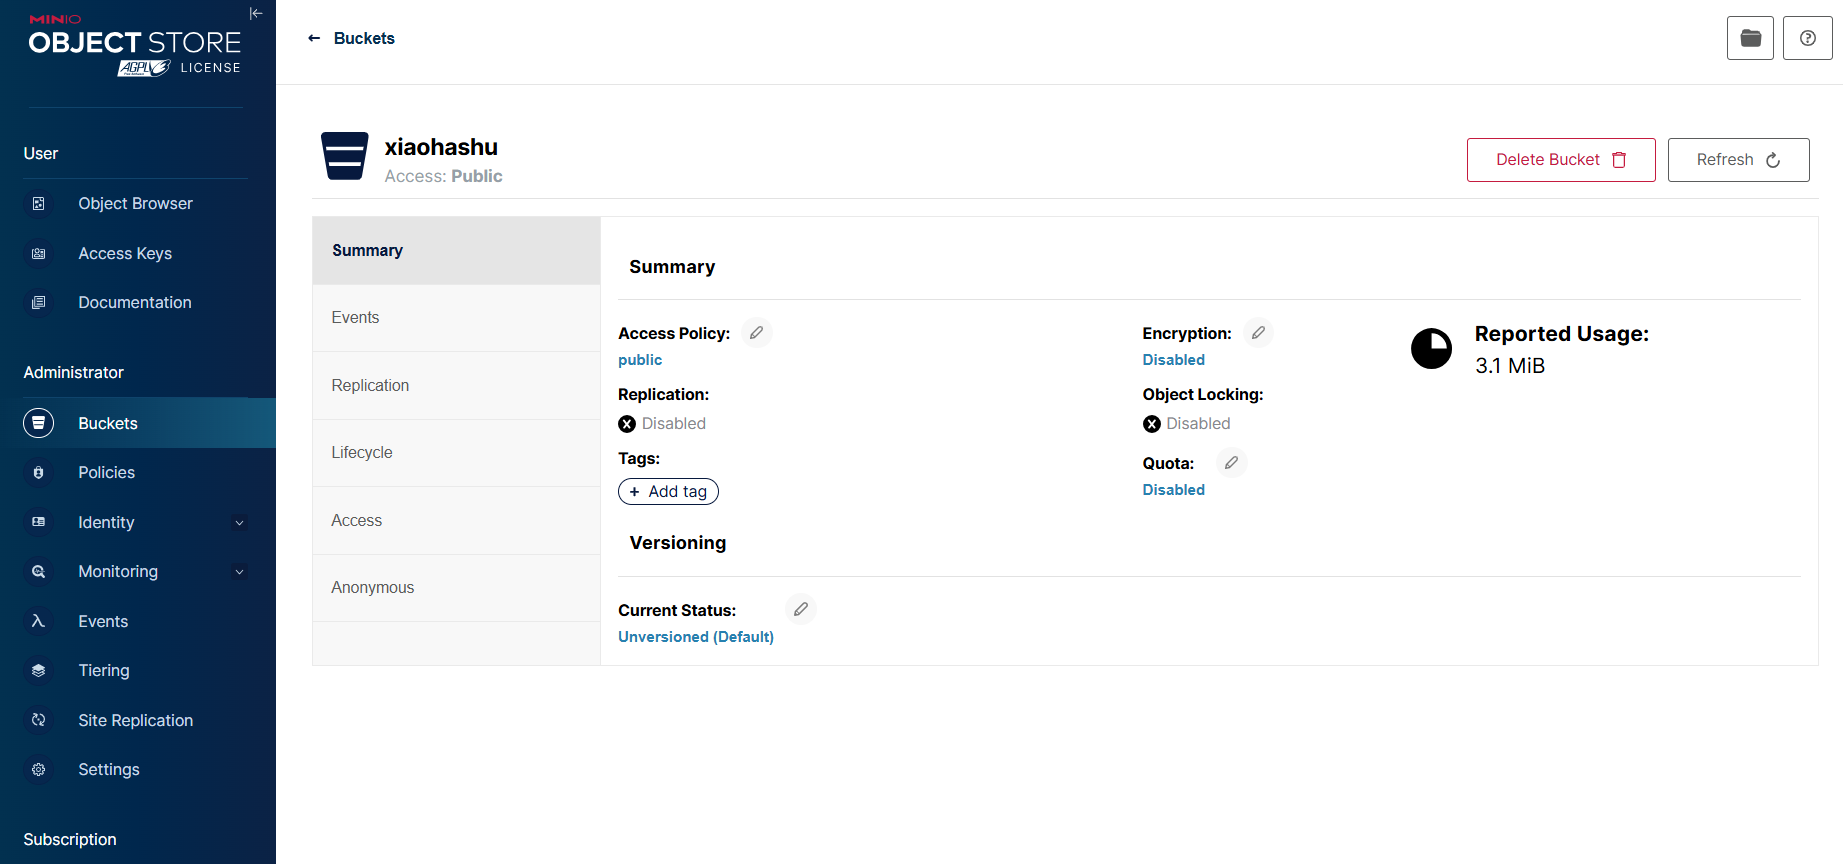 MINIO
OBJECT STORE
AGPL v3 LICENSE
User
Object Browser
Access Keys
Documentation
Administrator
Buckets
Policies
Identity
Monitoring
Events
Tiering
Site Replication
Settings
Subscription
Buckets
xiaohashu
Access: Public
Delete Bucket
Refresh
Summary
Events
Replication
Lifecycle
Access
Anonymous
Summary
Access Policy:
public
Replication:
Disabled
Tags:
+ Add tag
Encryption:
Disabled
Object Locking:
Disabled
Quota:
Disabled
Reported Usage:
3.1 MiB
Versioning
Current Status:
Unversioned (Default)